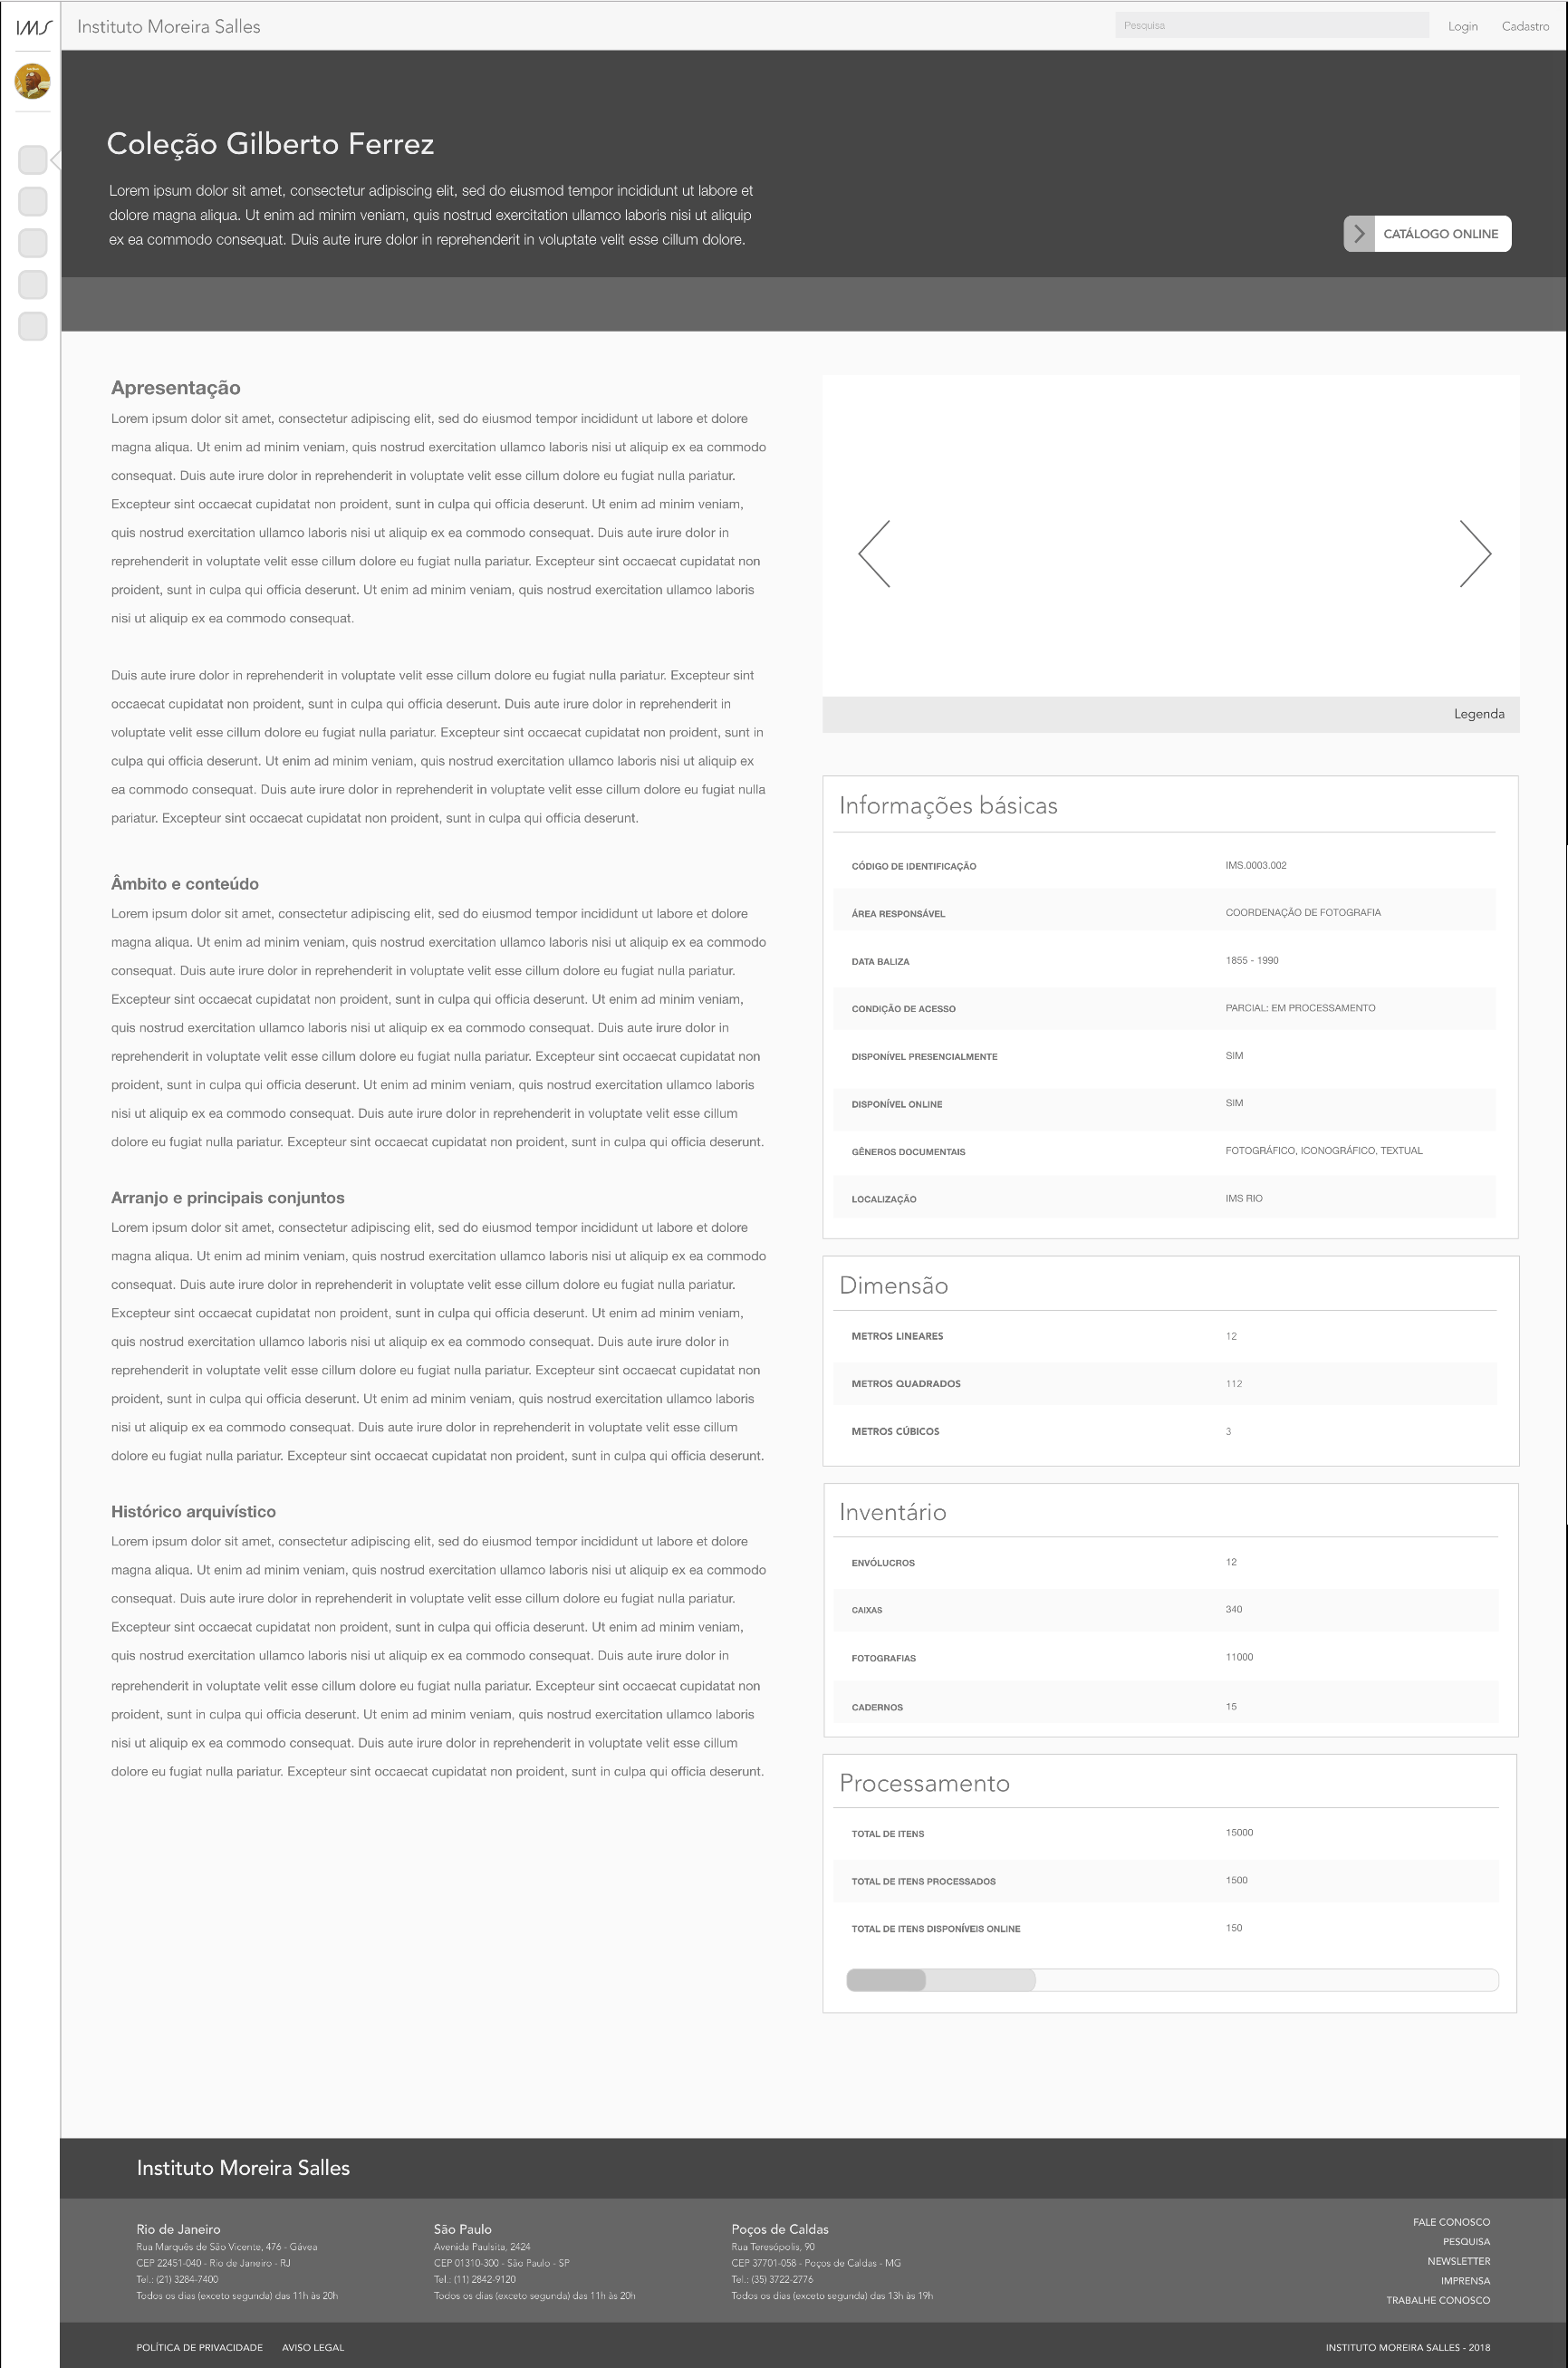 IMS
Instituto Moreira Salles
Pesquisa
Login
Cadastro
Coleção Gilberto Ferrez
Lorem ipsum dolor sit amet, consectetur adipiscing elit, sed do eiusmod tempor incididunt ut labore et
dolore magna aliqua. Ut enim ad minim veniam, quis nostrud exercitation ullamco laboris nisi ut aliquip
ex ea commodo consequat. Duis aute irure dolor in reprehenderit in voluptate velit esse cillum dolore.
CATÁLOGO ONLINE
Apresentação
Lorem ipsum dolor sit amet, consectetur adipiscing elit, sed do eiusmod tempor incididunt ut labore et dolore
magna aliqua. Ut enim ad minim veniam, quis nostrud exercitation ullamco laboris nisi ut aliquip ex ea commodo
consequat. Duis aute irure dolor in reprehenderit in voluptate velit esse cillum dolore eu fugiat nulla pariatur.
Excepteur sint occaecat cupidatat non proident, sunt in culpa qui officia deserunt. Ut enim ad minim veniam,
quis nostrud exercitation ullamco laboris nisi ut aliquip ex ea commodo consequat. Duis aute irure dolor in
reprehenderit in voluptate velit esse cillum dolore eu fugiat nulla pariatur. Excepteur sint occaecat cupidatat non
proident, sunt in culpa qui officia deserunt. Ut enim ad minim veniam, quis nostrud exercitation ullamco laboris
nisi ut aliquip ex ea commodo consequat.
Duis aute irure dolor in reprehenderit in voluptate velit esse cillum dolore eu fugiat nulla pariatur. Excepteur sint
occaecat cupidatat non proident, sunt in culpa qui officia deserunt. Duis aute irure dolor in reprehenderit in
voluptate velit esse cillum dolore eu fugiat nulla pariatur. Excepteur sint occaecat cupidatat non proident, sunt in
culpa qui officia deserunt. Ut enim ad minim veniam, quis nostrud exercitation ullamco laboris nisi ut aliquip ex
ea commodo consequat. Duis aute irure dolor in reprehenderit in voluptate velit esse cillum dolore eu fugiat nulla
pariatur. Excepteur sint occaecat cupidatat non proident, sunt in culpa qui officia deserunt.
Âmbito e conteúdo
Lorem ipsum dolor sit amet, consectetur adipiscing elit, sed do eiusmod tempor incididunt ut labore et dolore
magna aliqua. Ut enim ad minim veniam, quis nostrud exercitation ullamco laboris nisi ut aliquip ex ea commodo
consequat. Duis aute irure dolor in reprehenderit in voluptate velit esse cillum dolore eu fugiat nulla pariatur.
Excepteur sint occaecat cupidatat non proident, sunt in culpa qui officia deserunt. Ut enim ad minim veniam,
quis nostrud exercitation ullamco laboris nisi ut aliquip ex ea commodo consequat. Duis aute irure dolor in
reprehenderit in voluptate velit esse cillum dolore eu fugiat nulla pariatur. Excepteur sint occaecat cupidatat non
proident, sunt in culpa qui officia deserunt. Ut enim ad minim veniam, quis nostrud exercitation ullamco laboris
nisi ut aliquip ex ea commodo consequat. Duis aute irure dolor in reprehenderit in voluptate velit esse cillum
dolore eu fugiat nulla pariatur. Excepteur sint occaecat cupidatat non proident, sunt in culpa qui officia deserunt.
Arranjo e principais conjuntos
Lorem ipsum dolor sit amet, consectetur adipiscing elit, sed do eiusmod tempor incididunt ut labore et dolore
magna aliqua. Ut enim ad minim veniam, quis nostrud exercitation ullamco laboris nisi ut aliquip ex ea commodo
consequat. Duis aute irure dolor in reprehenderit in voluptate velit esse cillum dolore eu fugiat nulla pariatur.
Excepteur sint occaecat cupidatat non proident, sunt in culpa qui officia deserunt. Ut enim ad minim veniam,
quis nostrud exercitation ullamco laboris nisi ut aliquip ex ea commodo consequat. Duis aute irure dolor in
reprehenderit in voluptate velit esse cillum dolore eu fugiat nulla pariatur. Excepteur sint occaecat cupidatat non
proident, sunt in culpa qui officia deserunt. Ut enim ad minim veniam, quis nostrud exercitation ullamco laboris
nisi ut aliquip ex ea commodo consequat. Duis aute irure dolor in reprehenderit in voluptate velit esse cillum
dolore eu fugiat nulla pariatur. Excepteur sint occaecat cupidatat non proident, sunt in culpa qui officia deserunt.
Histórico arquivístico
Lorem ipsum dolor sit amet, consectetur adipiscing elit, sed do eiusmod tempor incididunt ut labore et dolore
magna aliqua. Ut enim ad minim veniam, quis nostrud exercitation ullamco laboris nisi ut aliquip ex ea commodo
consequat. Duis aute irure dolor in reprehenderit in voluptate velit esse cillum dolore eu fugiat nulla pariatur.
Excepteur sint occaecat cupidatat non proident, sunt in culpa qui officia deserunt. Ut enim ad minim veniam,
quis nostrud exercitation ullamco laboris nisi ut aliquip ex ea commodo consequat. Duis aute irure dolor in
reprehenderit in voluptate velit esse cillum dolore eu fugiat nulla pariatur. Excepteur sint occaecat cupidatat non
proident, sunt in culpa qui officia deserunt. Ut enim ad minim veniam, quis nostrud exercitation ullamco laboris
nisi ut aliquip ex ea commodo consequat. Duis aute irure dolor in reprehenderit in voluptate velit esse cillum
dolore eu fugiat nulla pariatur. Excepteur sint occaecat cupidatat non proident, sunt in culpa qui officia deserunt.
Legenda
Informações básicas
CÓDIGO DE IDENTIFICAÇÃO IMS.0003.002
ÁREA RESPONSÁVEL COORDENAÇÃO DE FOTOGRAFIA
DATA BALIZA 1855 - 1990
CONDIÇÃO DE ACESSO PARCIAL: EM PROCESSAMENTO
DISPONÍVEL PRESENCIALMENTE SIM
DISPONÍVEL ONLINE SIM
GÊNEROS DOCUMENTAIS FOTOGRÁFICO, ICONOGRÁFICO, TEXTUAL
LOCALIZAÇÃO IMS RIO
Dimensão
METROS LINEARES 12
METROS QUADRADOS 112
METROS CÚBICOS 3
Inventário
ENVÓLUCROS 12
CAIXAS 340
FOTOGRAFIAS 11000
CADERNOS 15
Processamento
TOTAL DE ITENS 15000
TOTAL DE ITENS PROCESSADOS 1500
TOTAL DE ITENS DISPONÍVEIS ONLINE 150
Instituto Moreira Salles
Rio de Janeiro
Rua Marquês de São Vicente, 476 - Gávea
CEP 22451-040 - Rio de Janeiro - RJ
Tel.: (21) 3284-7400
Todos os dias (exceto segunda) das 11h às 20h
São Paulo
Avenida Paulsita, 2424
CEP 01310-300 - São Paulo - SP
Tel.: (11) 2842-9120
Todos os dias (exceto segunda) das 11h às 20h
Poços de Caldas
Rua Teresópolis, 90
CEP 37701-058 - Poços de Caldas - MG
Tel.: (35) 3722-2776
Todos os dias (exceto segunda) das 13h às 19h
FALE CONOSCO
PESQUISA
NEWSLETTER
IMPRENSA
TRABALHE CONOSCO
POLÍTICA DE PRIVACIDADE
AVISO LEGAL
INSTITUTO MOREIRA SALLES - 2018